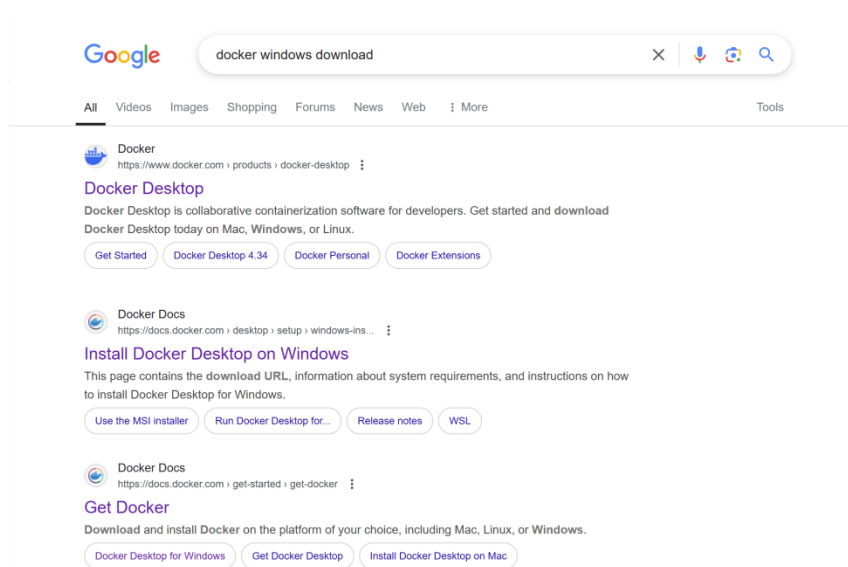 Google
docker windows download
All Videos Images Shopping Forums News Web More Tools
Docker
https://www.docker.com › products › docker-desktop
Docker Desktop
Docker Desktop is collaborative containerization software for developers. Get started and download
Docker Desktop today on Mac, Windows, or Linux.
Get Started Docker Desktop 4.34 Docker Personal Docker Extensions
Docker Docs
https://docs.docker.com › desktop › setup › windows-ins...
Install Docker Desktop on Windows
This page contains the download URL, information about system requirements, and instructions on how
to install Docker Desktop for Windows.
Use the MSI installer Run Docker Desktop for... Release notes WSL
Docker Docs
https://docs.docker.com › get-started › get-docker
Get Docker
Download and install Docker on the platform of your choice, including Mac, Linux, or Windows.
Docker Desktop for Windows Get Docker Desktop Install Docker Desktop on Mac